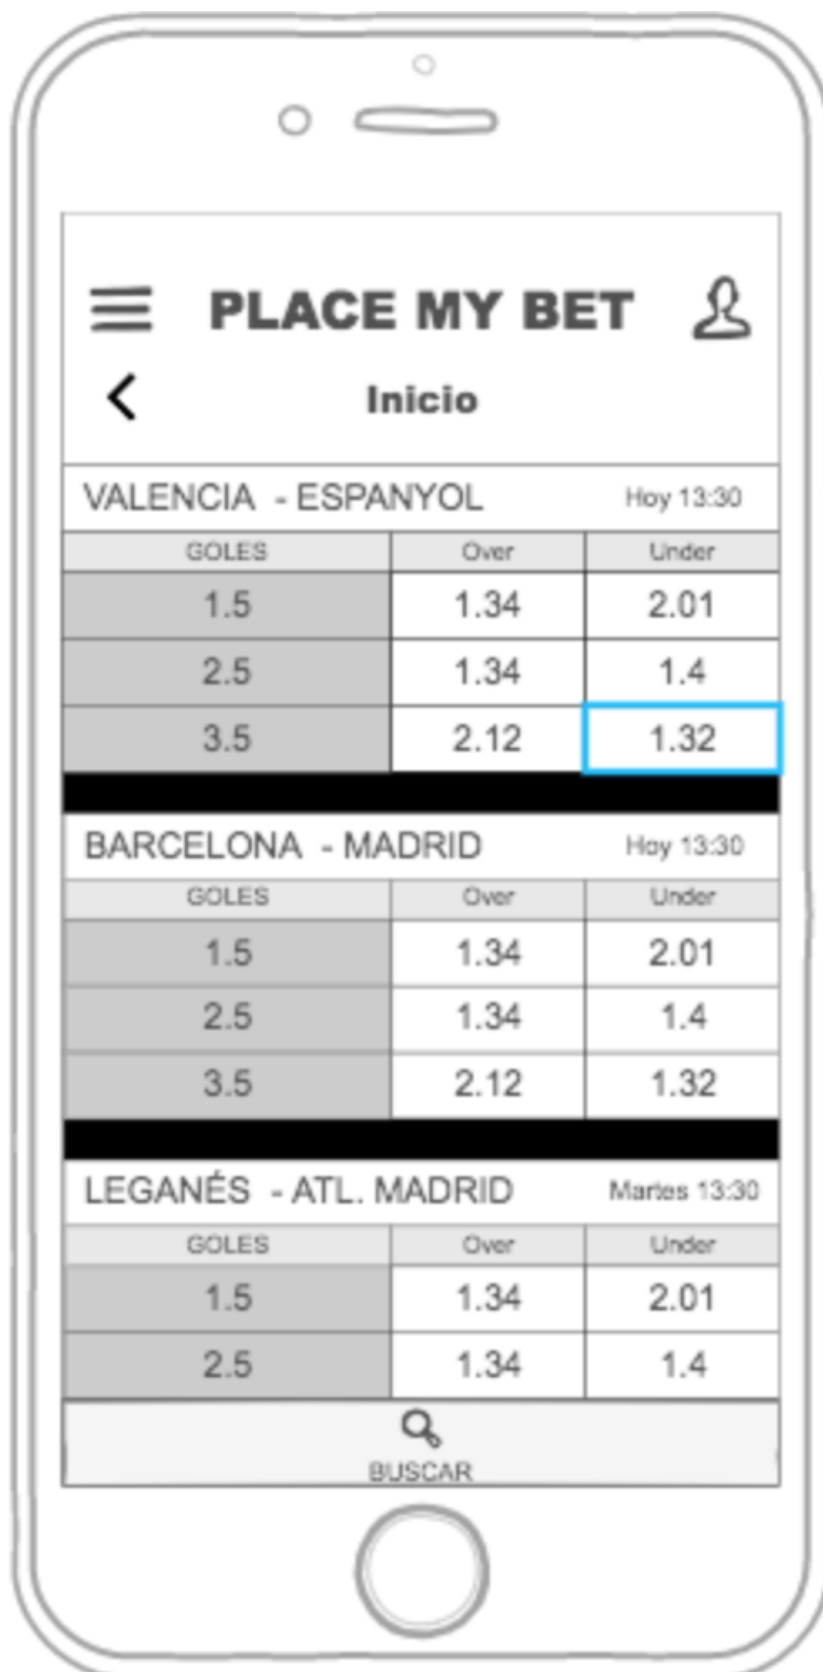 PLACE MY BET
Inicio
VALENCIA - ESPANYOL Hoy 13:30
GOLES Over Under
1.5 1.34 2.01
2.5 1.34 1.4
3.5 2.12 1.32
BARCELONA - MADRID Hoy 13:30
GOLES Over Under
1.5 1.34 2.01
2.5 1.34 1.4
3.5 2.12 1.32
LEGANÉS - ATL. MADRID Martes 13:30
GOLES Over Under
1.5 1.34 2.01
2.5 1.34 1.4
BUSCAR